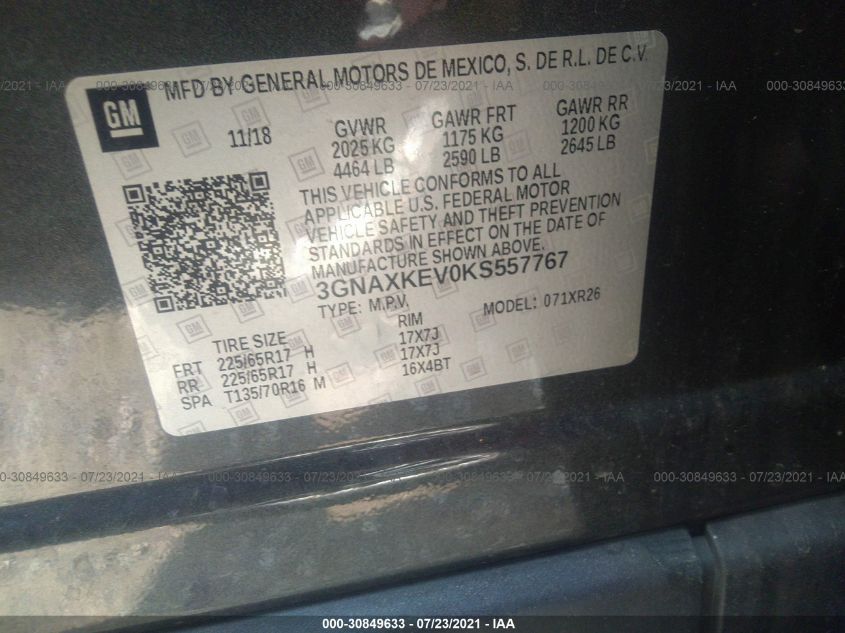 MFD BY GENERAL MOTORS DE MEXICO, S. DE R.L. DE C.V.
GM
11/18
GVWR GAWR FRT GAWR RR
2025 KG 1175 KG 1200 KG
4464 LB 2590 LB 2645 LB
THIS VEHICLE CONFORMS TO ALL
APPLICABLE U.S. FEDERAL MOTOR
VEHICLE SAFETY AND THEFT PREVENTION
STANDARDS IN EFFECT ON THE DATE OF
MANUFACTURE SHOWN ABOVE.
3GNAXKEV0KS557767
TYPE: M.P.V. MODEL: 071XR26
TIRE SIZE RIM
FRT 225/65R17 H 17X7J
RR 225/65R17 H 17X7J
SPA T135/70R16 M 16X4BT
000-30849633 - 07/23/2021 - IAA